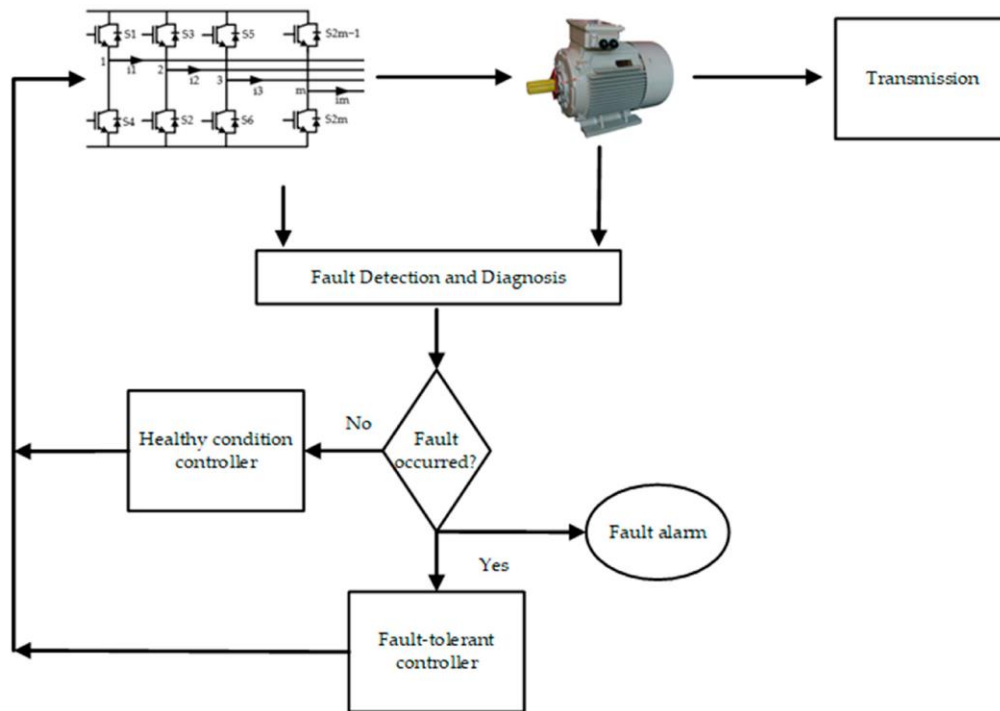 S1
S3
S5
S2m−1
1
i1
2
i2
3
i3
m
im
S4
S2
S6
S2m
Transmission
Fault Detection and Diagnosis
No
Healthy condition
controller
Fault
occurred?
Fault alarm
Yes
Fault-tolerant
controller